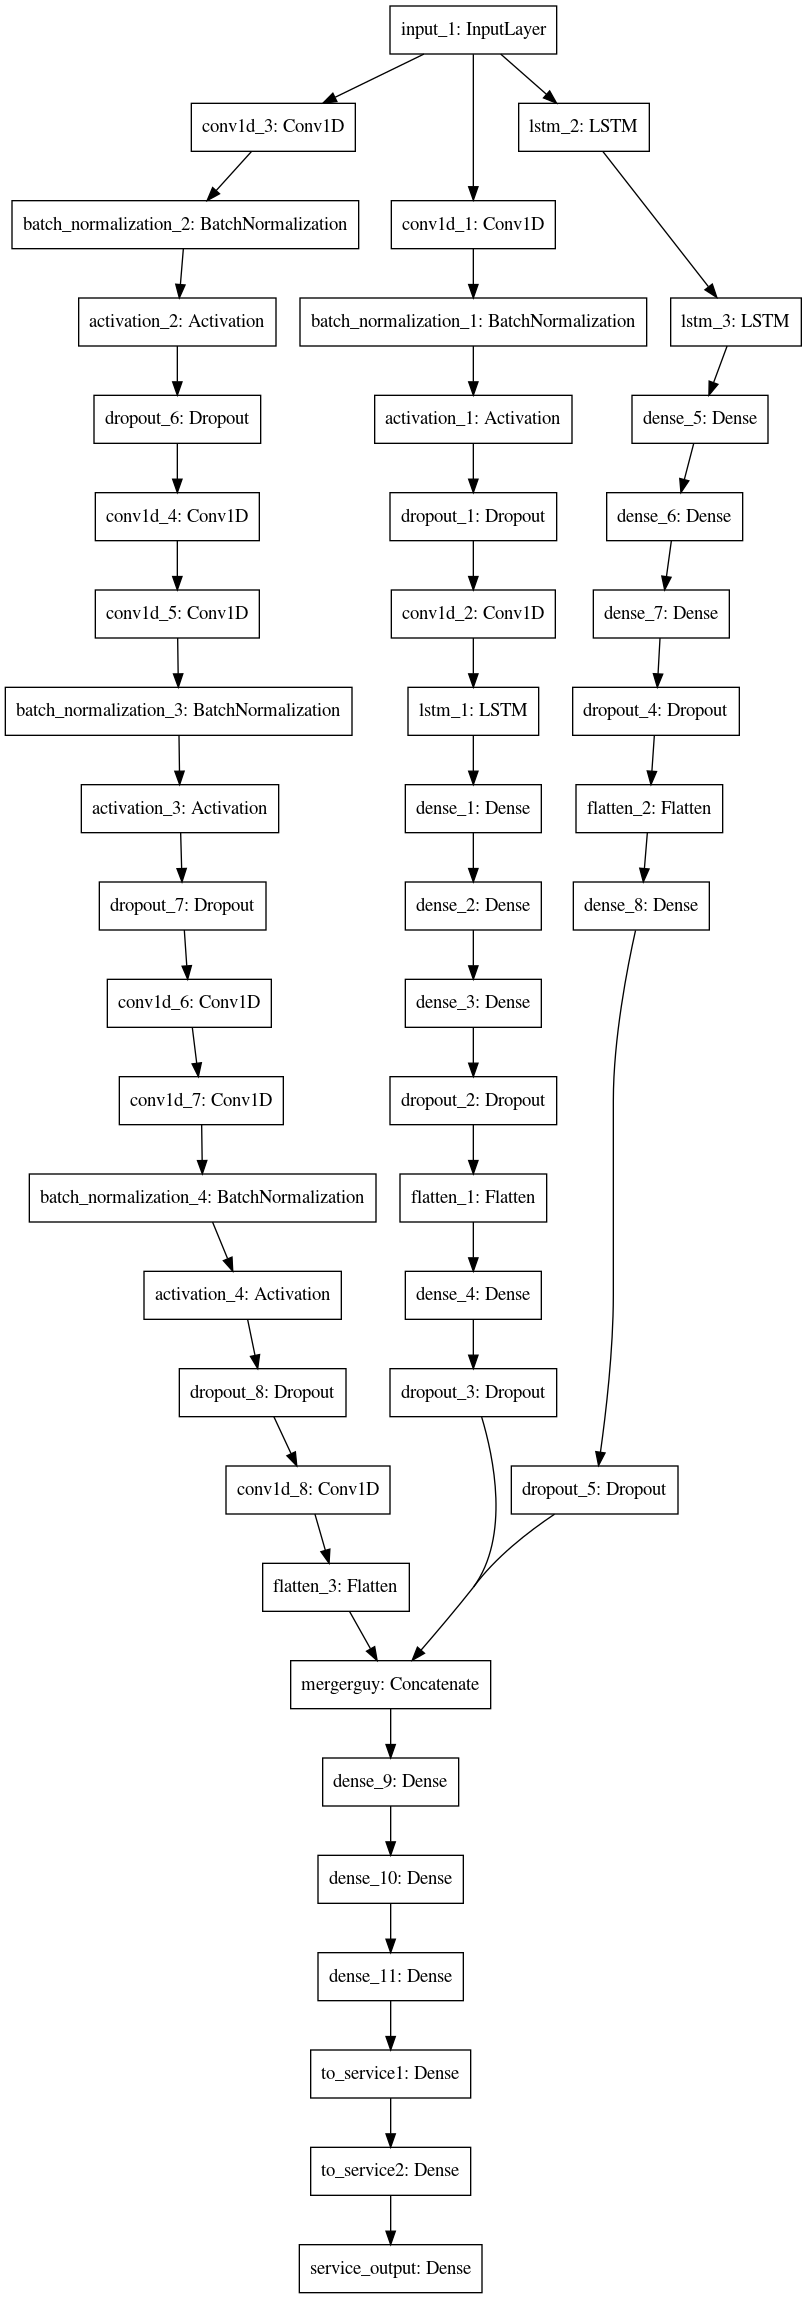 input_1: InputLayer
conv1d_3: Conv1D
lstm_2: LSTM
batch_normalization_2: BatchNormalization
conv1d_1: Conv1D
activation_2: Activation
batch_normalization_1: BatchNormalization
lstm_3: LSTM
dropout_6: Dropout
activation_1: Activation
dense_5: Dense
conv1d_4: Conv1D
dropout_1: Dropout
dense_6: Dense
conv1d_5: Conv1D
conv1d_2: Conv1D
dense_7: Dense
batch_normalization_3: BatchNormalization
lstm_1: LSTM
dropout_4: Dropout
activation_3: Activation
dense_1: Dense
flatten_2: Flatten
dropout_7: Dropout
dense_2: Dense
dense_8: Dense
conv1d_6: Conv1D
dense_3: Dense
conv1d_7: Conv1D
dropout_2: Dropout
batch_normalization_4: BatchNormalization
flatten_1: Flatten
activation_4: Activation
dense_4: Dense
dropout_8: Dropout
dropout_3: Dropout
conv1d_8: Conv1D
dropout_5: Dropout
flatten_3: Flatten
mergerguy: Concatenate
dense_9: Dense
dense_10: Dense
dense_11: Dense
to_service1: Dense
to_service2: Dense
service_output: Dense